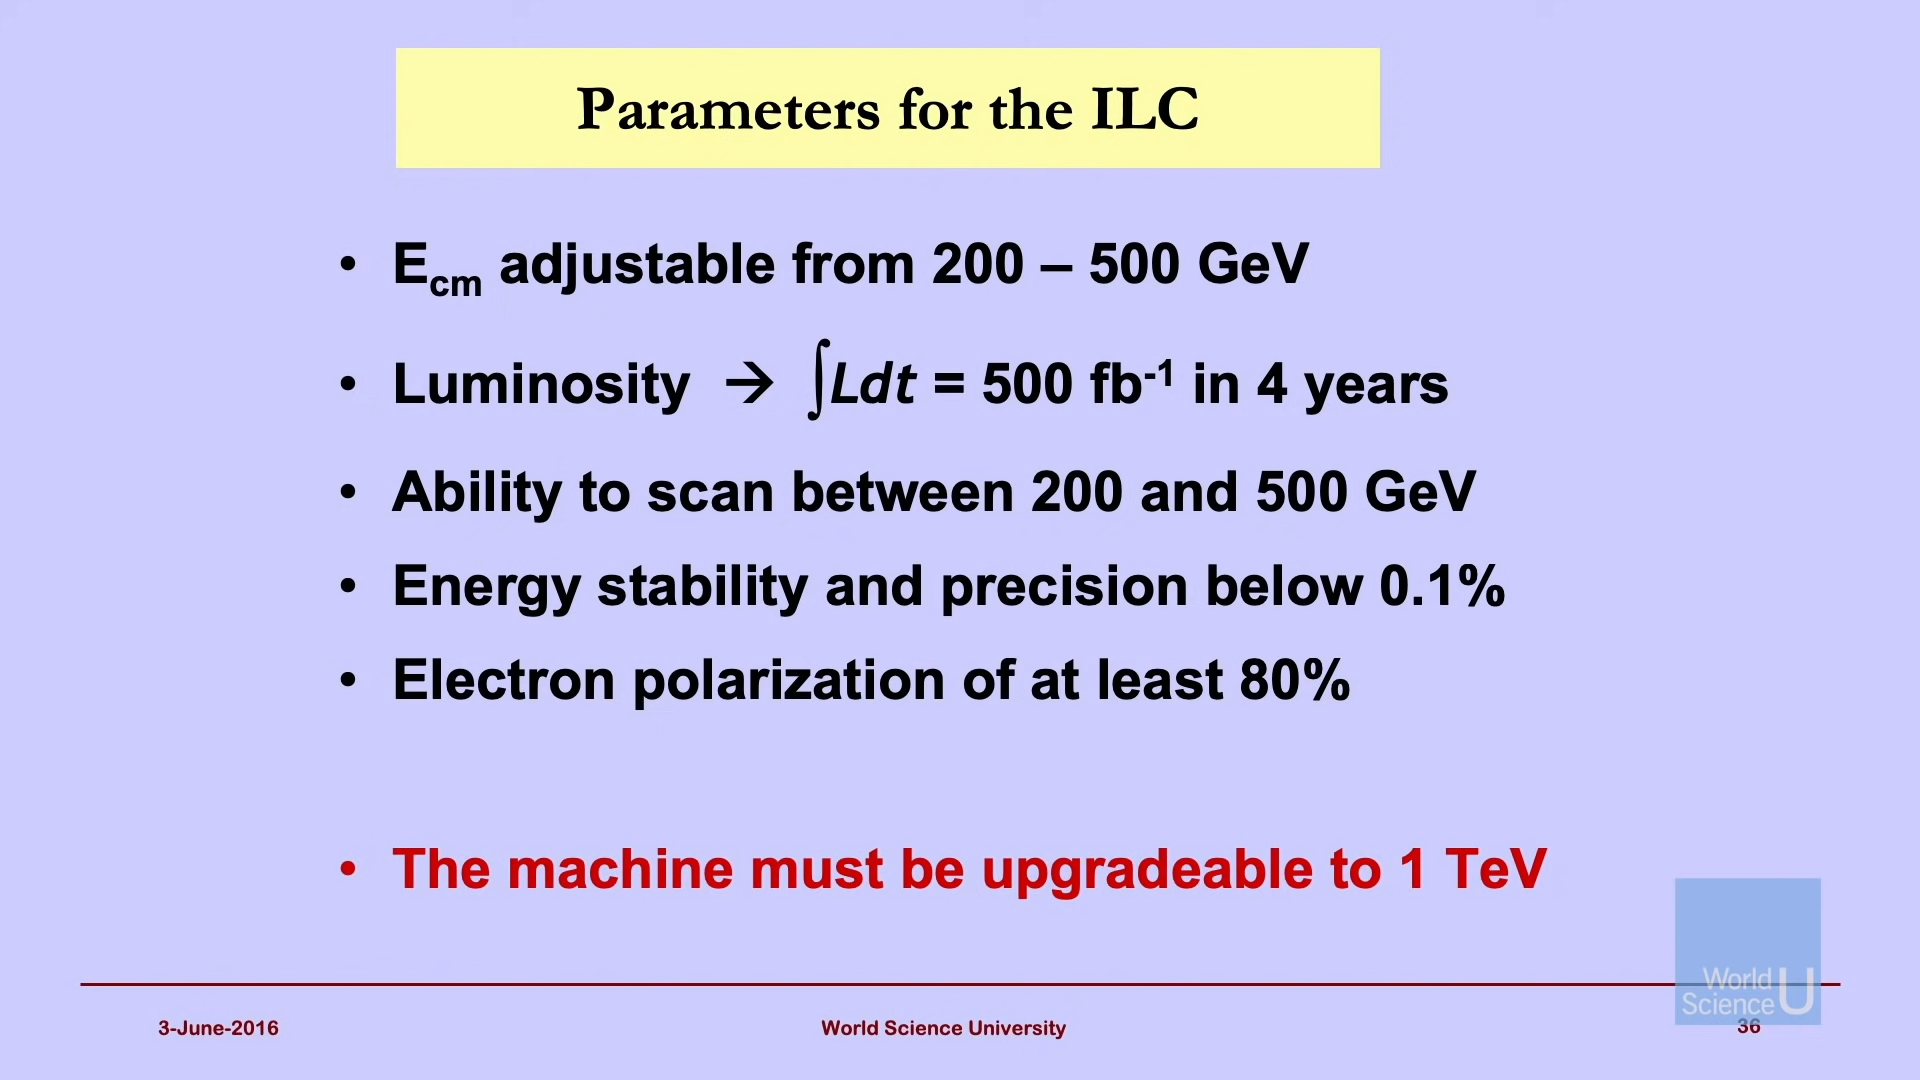 Parameters for the ILC
• Ecm adjustable from 200 – 500 GeV
• Luminosity → ∫Ldt = 500 fb-1 in 4 years
• Ability to scan between 200 and 500 GeV
• Energy stability and precision below 0.1%
• Electron polarization of at least 80%
• The machine must be upgradeable to 1 TeV
World
Science U
3-June-2016
World Science University
36